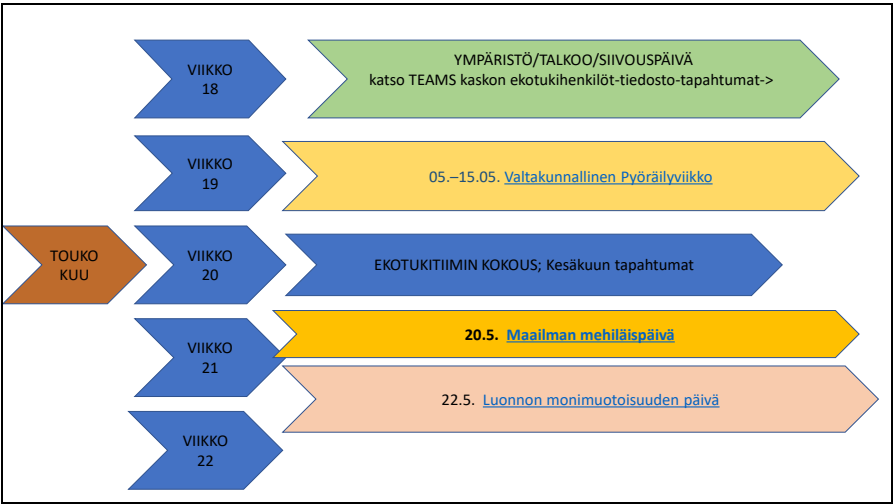 VIIKKO
18
YMPÄRISTÖ/TALKOO/SIIVOUSPÄIVÄ
katso TEAMS kaskon ekotukihenkilöt-tiedosto-tapahtumat->
VIIKKO
19
05.–15.05. Valtakunnallinen Pyöräilyviikko
TOUKO
KUU
VIIKKO
20
EKOTUKITIIMIN KOKOUS; Kesäkuun tapahtumat
VIIKKO
21
20.5. Maailman mehiläispäivä
22.5. Luonnon monimuotoisuuden päivä
VIIKKO
22